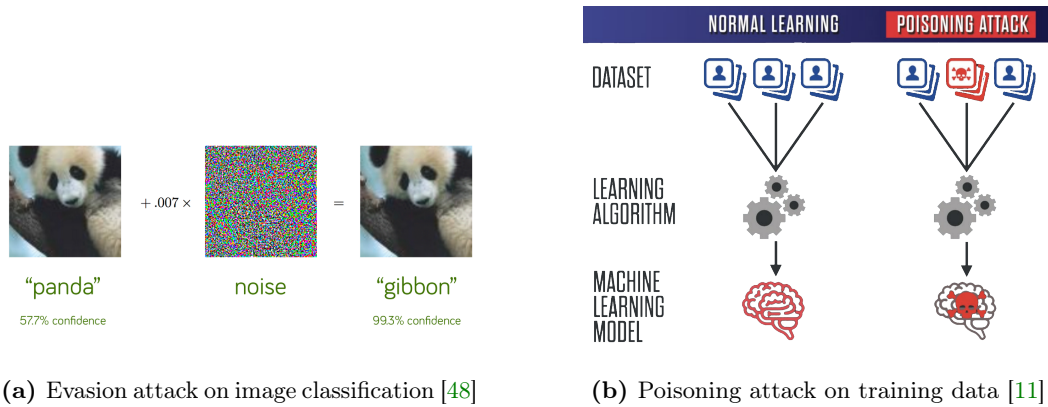 + .007 ×
=
“panda”
noise
“gibbon”
57.7% confidence
99.3% confidence
(a) Evasion attack on image classification [48]
NORMAL LEARNING
POISONING ATTACK
DATASET
LEARNING
ALGORITHM
MACHINE
LEARNING
MODEL
(b) Poisoning attack on training data [11]